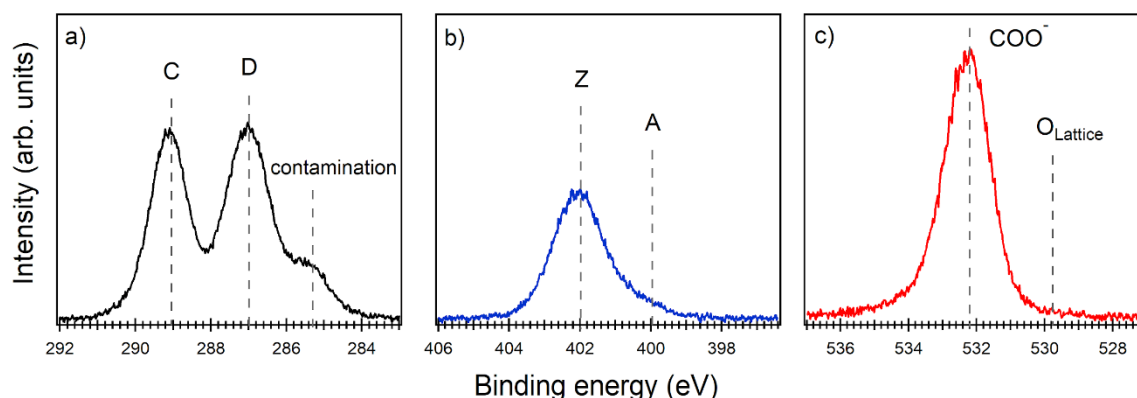 a)
C
D
contamination
b)
Z
A
c)
COO⁻
O_Lattice
Intensity (arb. units)
292 290 288 286 284
406 404 402 400 398
536 534 532 530 528
Binding energy (eV)